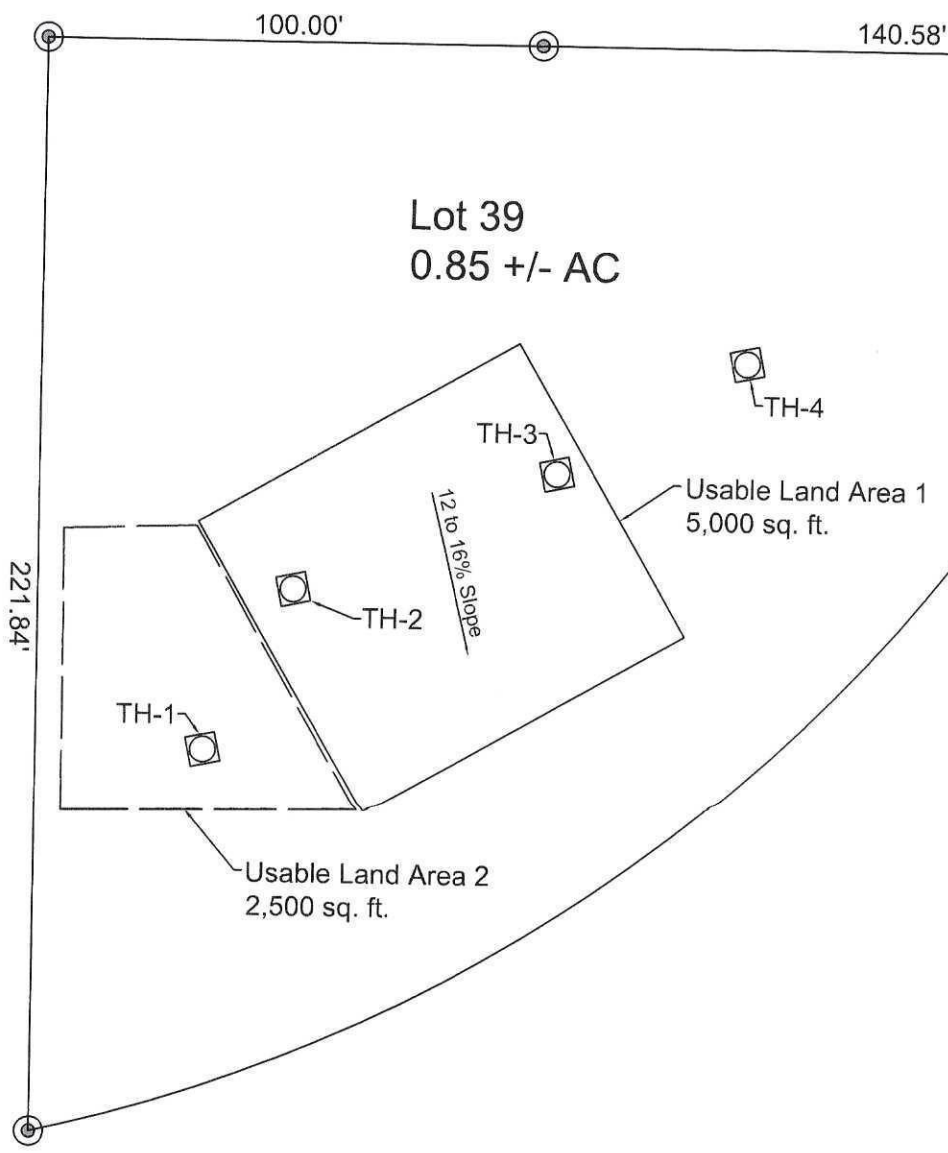 100.00'
140.58'
Lot 39
0.85 +/- AC
TH-4
TH-3
Usable Land Area 1
5,000 sq. ft.
12 to 16% Slope
221.84'
TH-2
TH-1
Usable Land Area 2
2,500 sq. ft.